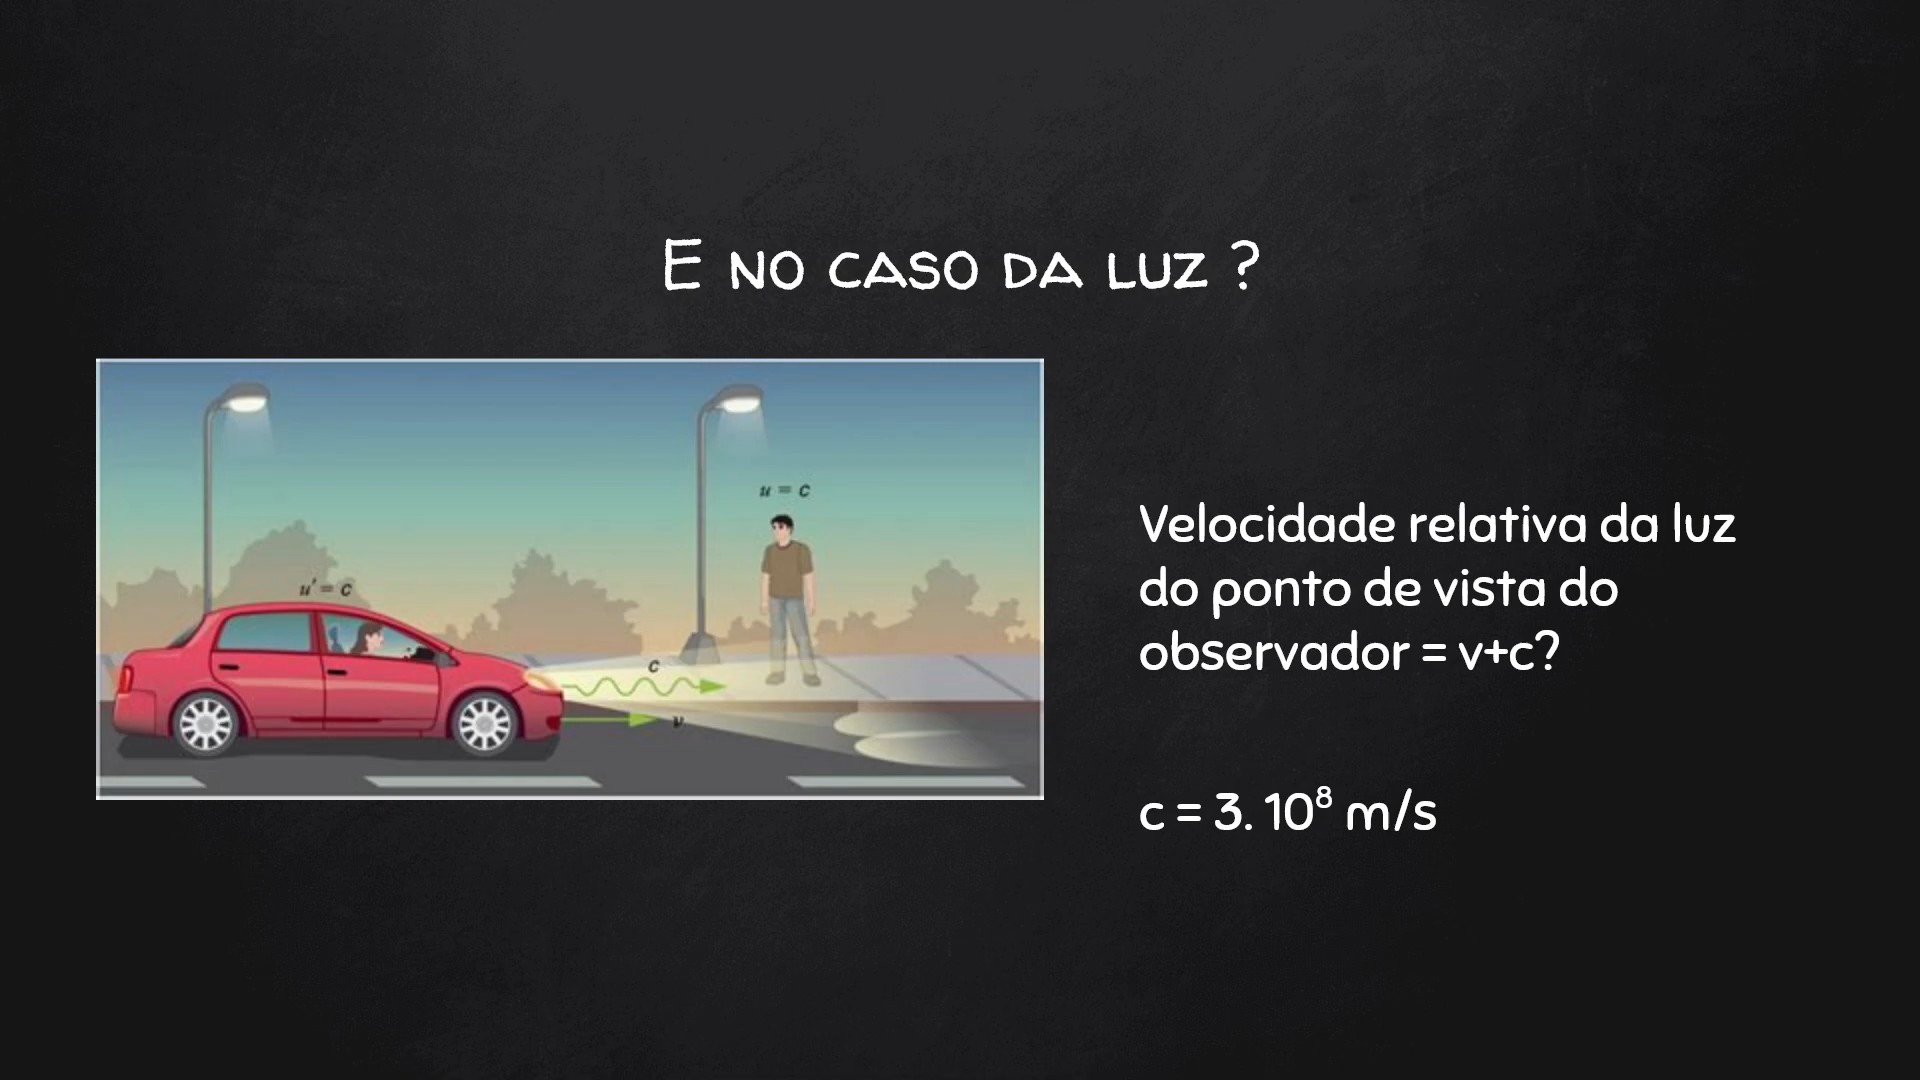 E NO CASO DA LUZ ?
u = c
u' = c
c
v
Velocidade relativa da luz
do ponto de vista do
observador = v+c?
c = 3. 10⁸ m/s